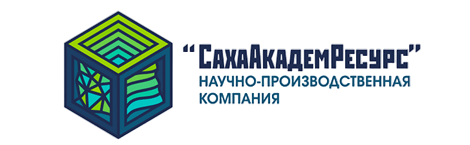 “СахаАкадемРесурс”
НАУЧНО-ПРОИЗВОДСТВЕННАЯ
КОМПАНИЯ